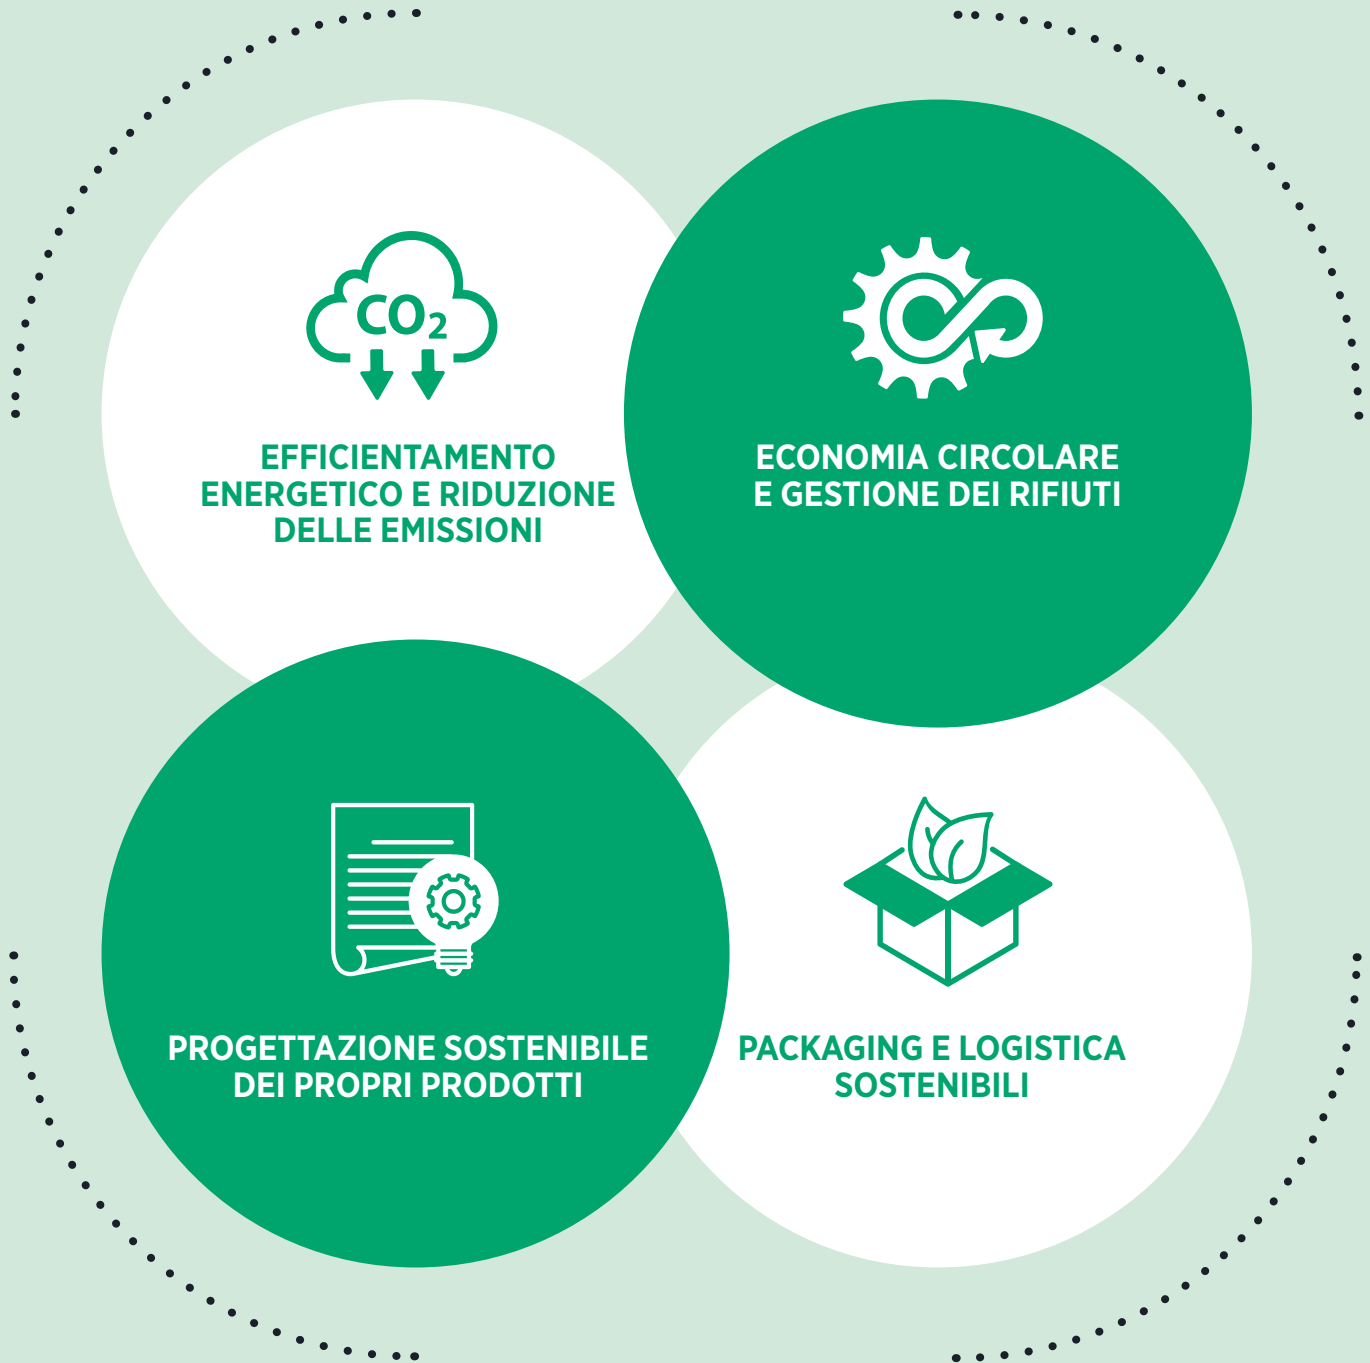 CO₂
EFFICIENTAMENTO
ENERGETICO E RIDUZIONE
DELLE EMISSIONI
ECONOMIA CIRCOLARE
E GESTIONE DEI RIFIUTI
PROGETTAZIONE SOSTENIBILE
DEI PROPRI PRODOTTI
PACKAGING E LOGISTICA
SOSTENIBILI